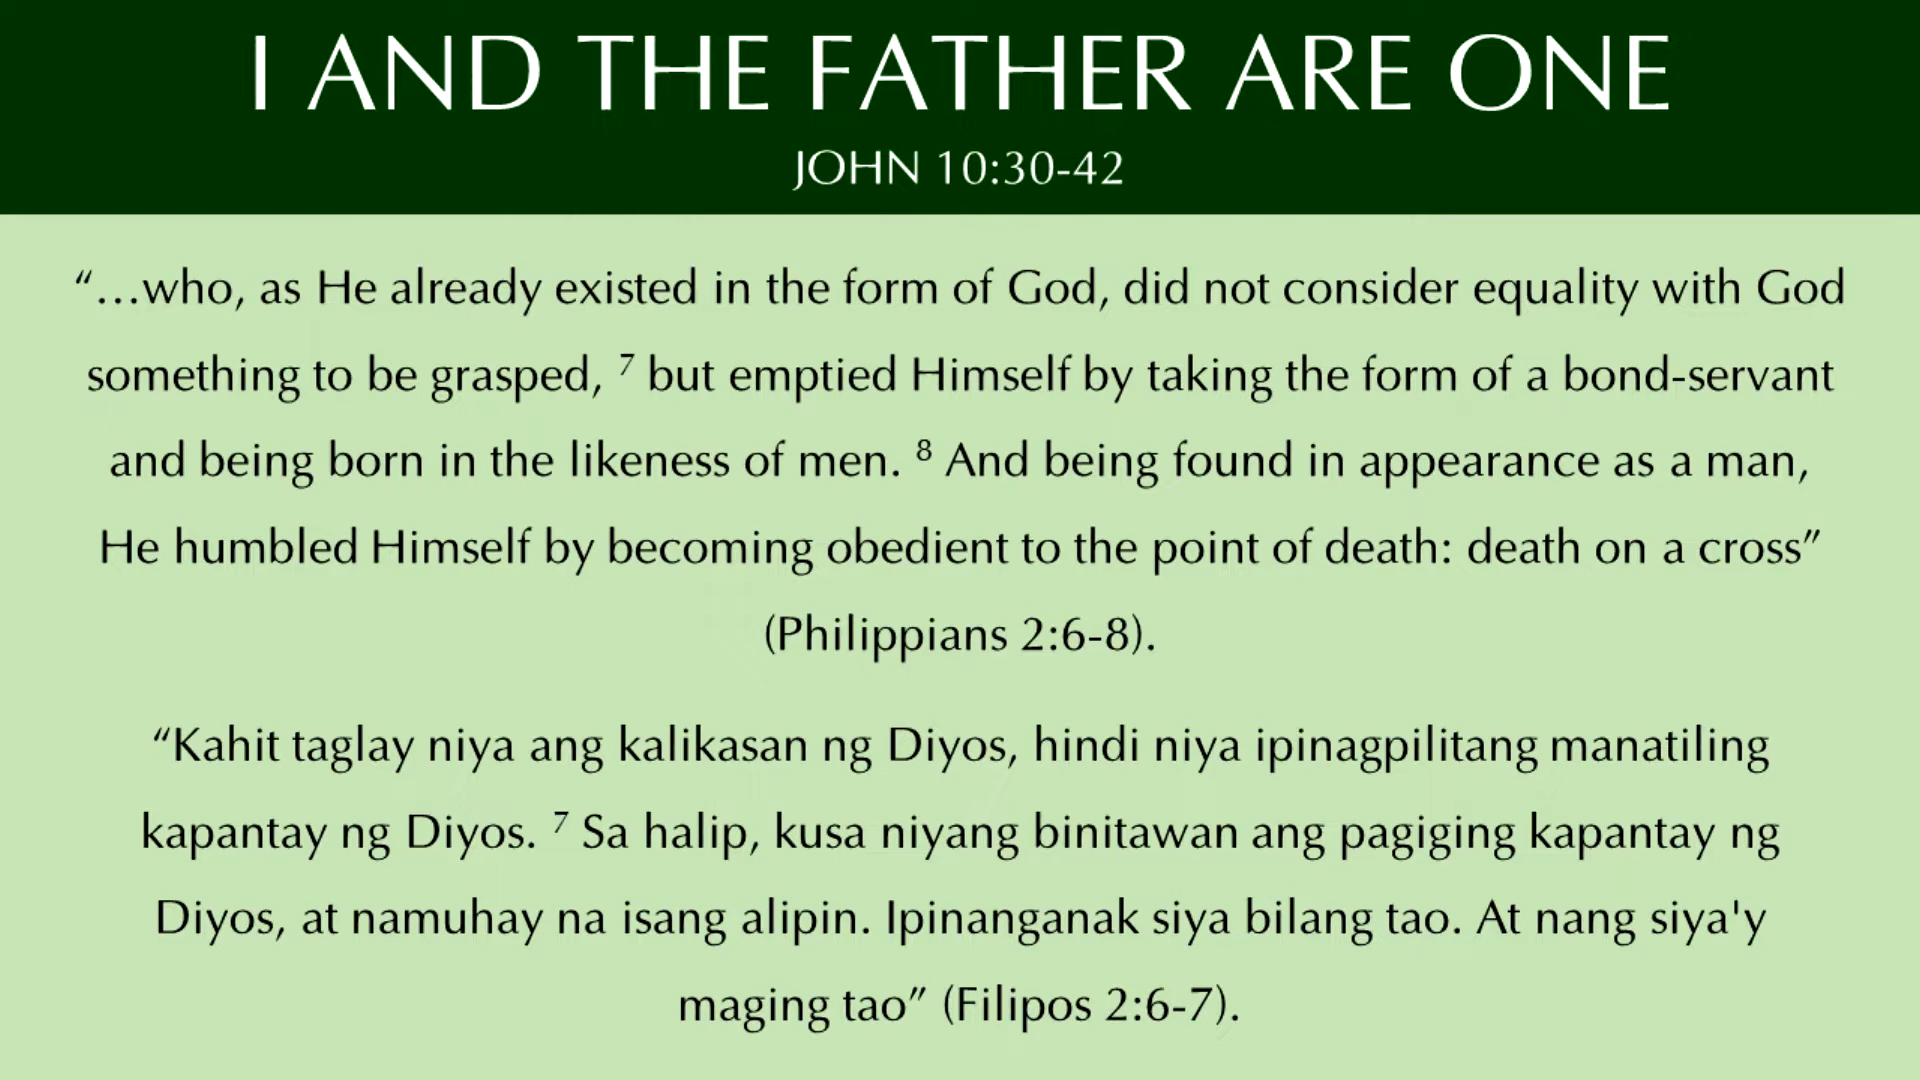 I AND THE FATHER ARE ONE
JOHN 10:30-42
“…who, as He already existed in the form of God, did not consider equality with God
something to be grasped, ⁷ but emptied Himself by taking the form of a bond-servant
and being born in the likeness of men. ⁸ And being found in appearance as a man,
He humbled Himself by becoming obedient to the point of death: death on a cross”
(Philippians 2:6-8).
“Kahit taglay niya ang kalikasan ng Diyos, hindi niya ipinagpilitang manatiling
kapantay ng Diyos. ⁷ Sa halip, kusa niyang binitawan ang pagiging kapantay ng
Diyos, at namuhay na isang alipin. Ipinanganak siya bilang tao. At nang siya'y
maging tao” (Filipos 2:6-7).